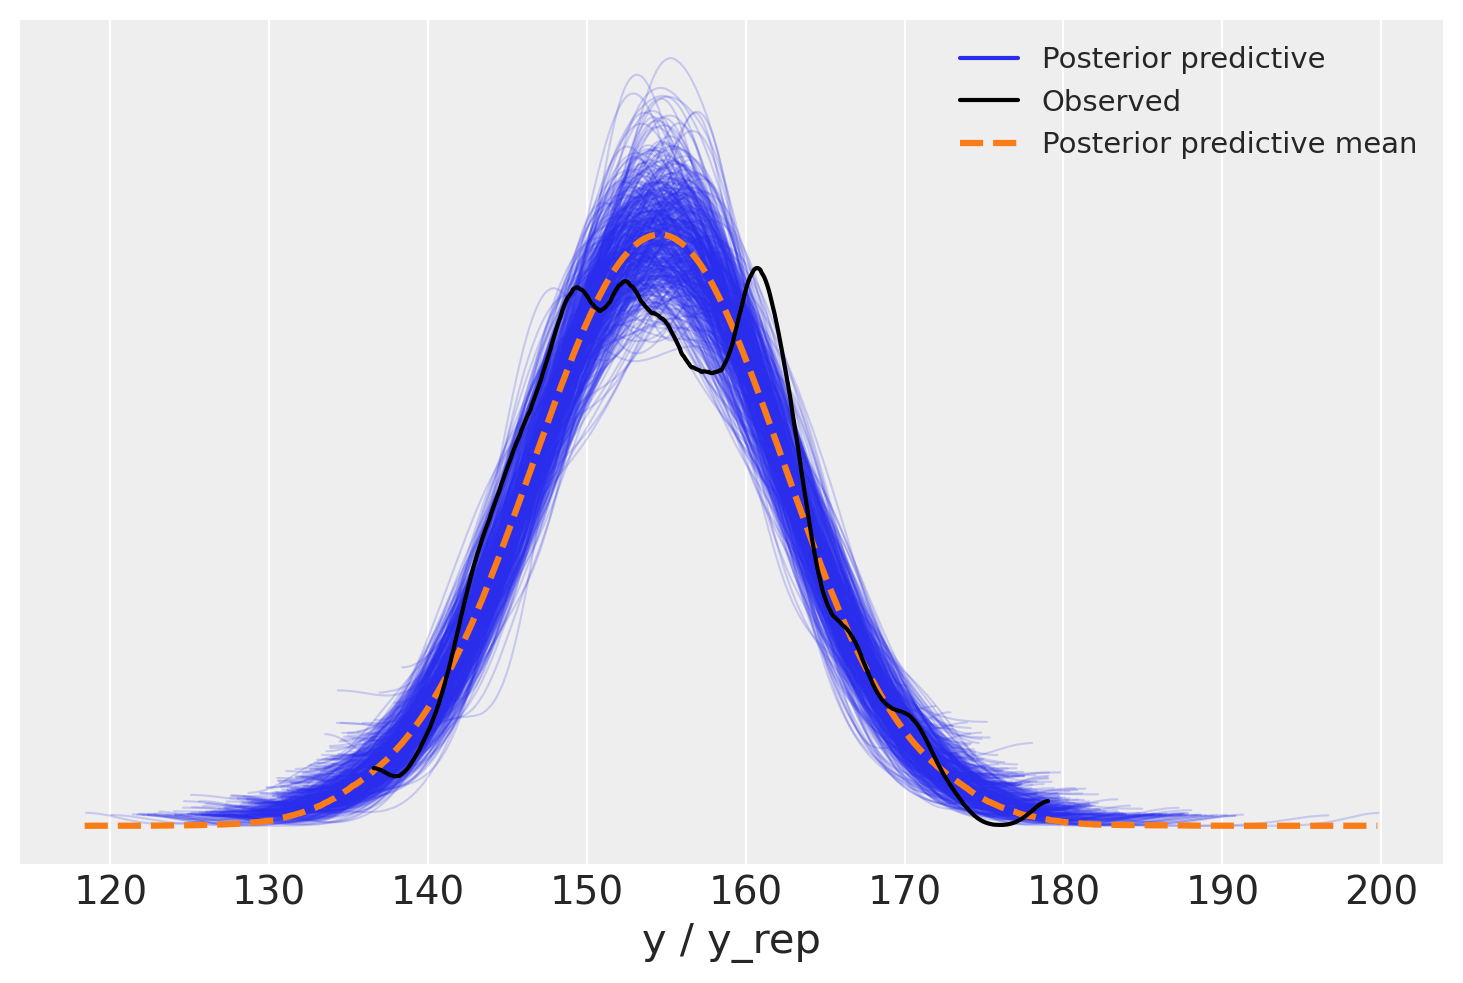 Posterior predictive
Observed
Posterior predictive mean
120 130 140 150 160 170 180 190 200
y / y_rep